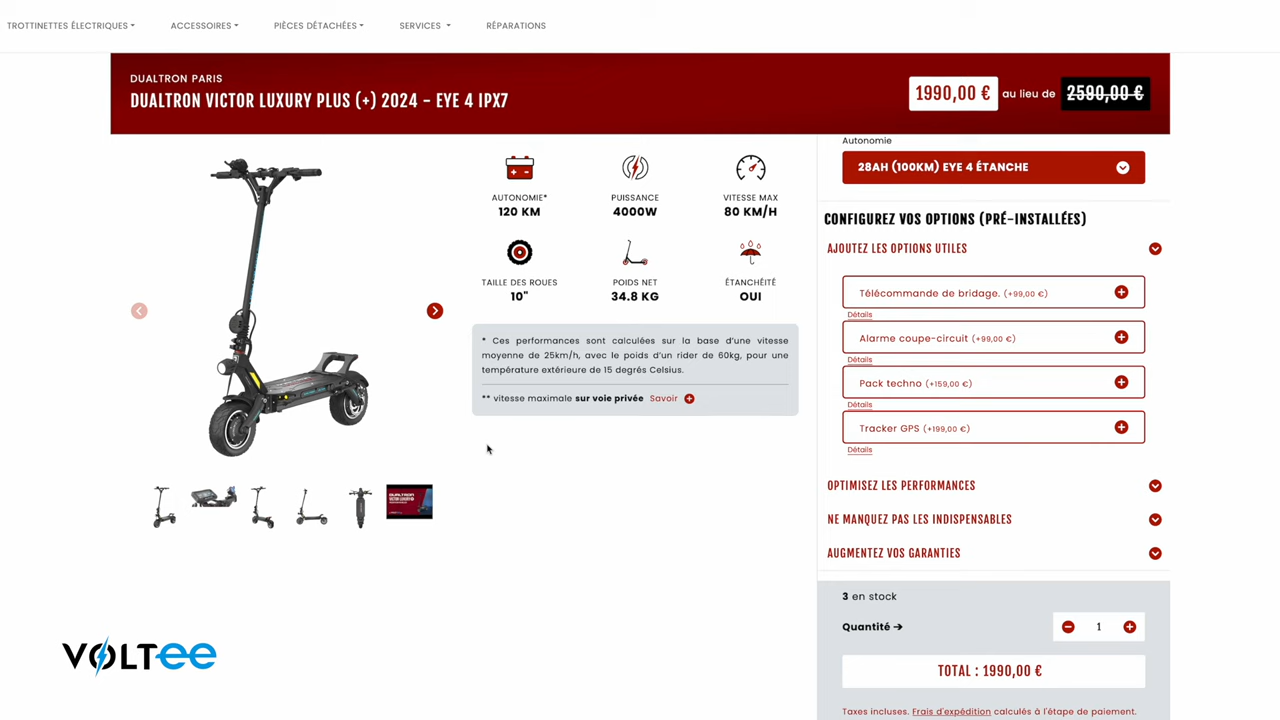 TROTTINETTES ÉLECTRIQUES ACCESSOIRES PIÈCES DÉTACHÉES SERVICES RÉPARATIONS
DUALTRON PARIS
DUALTRON VICTOR LUXURY PLUS (+) 2024 - EYE 4 IPX7
1990,00 € au lieu de 2590,00 €
AUTONOMIE*
120 KM
PUISSANCE
4000W
VITESSE MAX
80 KM/H
TAILLE DES ROUES
10"
POIDS NET
34.8 KG
ÉTANCHÉITÉ
OUI
* Ces performances sont calculées sur la base d'une vitesse
moyenne de 25km/h, avec le poids d'un rider de 60kg, pour une
température extérieure de 15 degrés Celsius.
** vitesse maximale sur voie privée Savoir
Autonomie
28AH (100KM) EYE 4 ÉTANCHE
CONFIGUREZ VOS OPTIONS (PRÉ-INSTALLÉES)
AJOUTEZ LES OPTIONS UTILES
Télécommande de bridage. (+99,00 €)
Détails
Alarme coupe-circuit (+99,00 €)
Détails
Pack techno (+159,00 €)
Détails
Tracker GPS (+199,00 €)
Détails
OPTIMISEZ LES PERFORMANCES
NE MANQUEZ PAS LES INDISPENSABLES
AUGMENTEZ VOS GARANTIES
3 en stock
Quantité ➔
1
TOTAL : 1990,00 €
Taxes incluses. Frais d'expédition calculés à l'étape de paiement.
VOLTEE